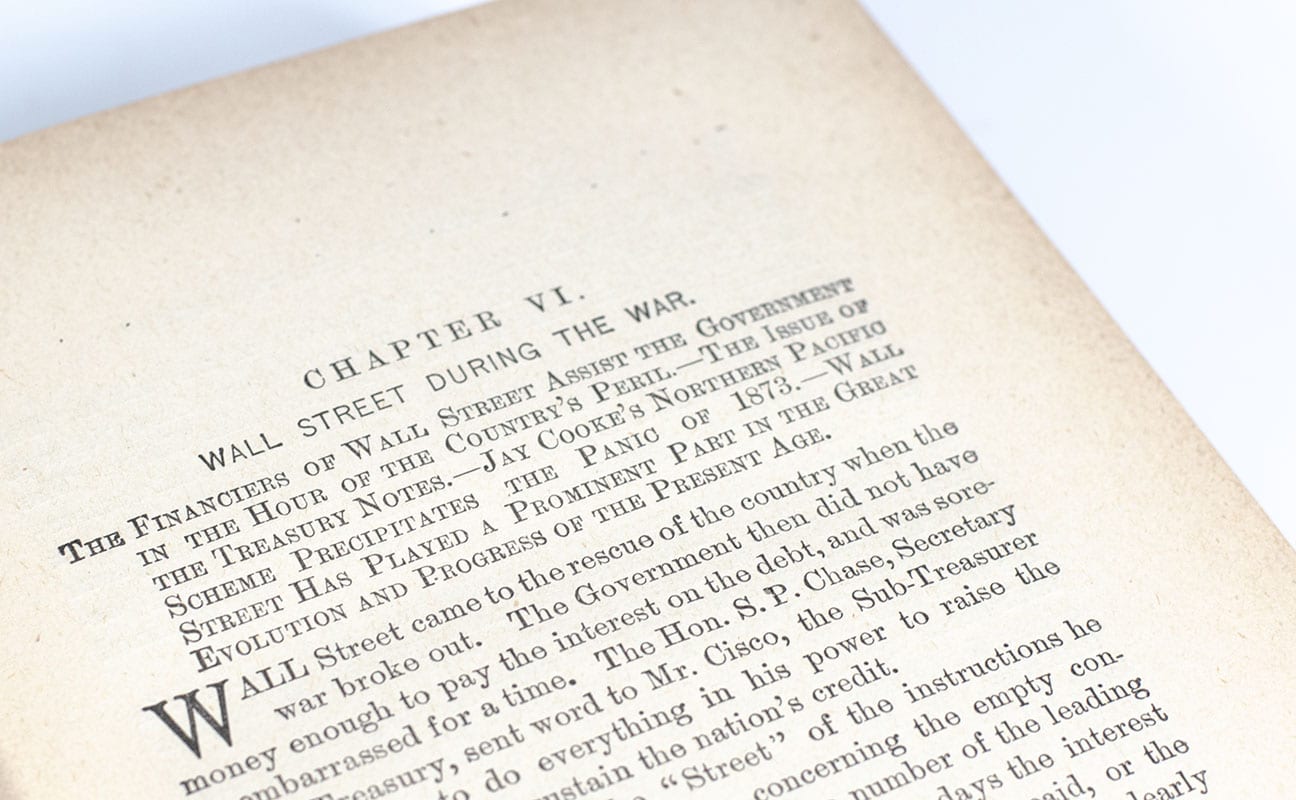 CHAPTER VI.
WALL STREET DURING THE WAR.
The Financiers of Wall Street Assist the Government
in the Hour of the Country's Peril.—The Issue of
the Treasury Notes.—Jay Cooke's Northern Pacific
Scheme Precipitates the Panic of 1873.—Wall
Street Has Played a Prominent Part in the Great
Evolution and Progress of the Present Age.
WALL Street came to the rescue of the country when the
war broke out. The Government then did not have
money enough to pay the interest on the debt, and was sore-
embarrassed for a time. The Hon. S. P. Chase, Secretary
Treasury, sent word to Mr. Cisco, the Sub-Treasurer
to do everything in his power to raise the
sustain the nation's credit.
"Street" of the instructions he
concerning the empty con-
number of the leading
days the interest
or the